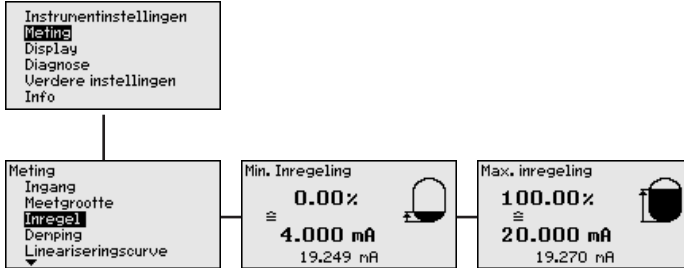 Instrumentinstellingen
Meting
Display
Diagnose
Verdere instellingen
Info
Meting
Ingang
Meetgrootte
Inregel
Demping
Lineariseringscurve
Min. Inregeling
0.00%
≙
4.000 mA
19.249 mA
Max. inregeling
100.00%
≙
20.000 mA
19.270 mA